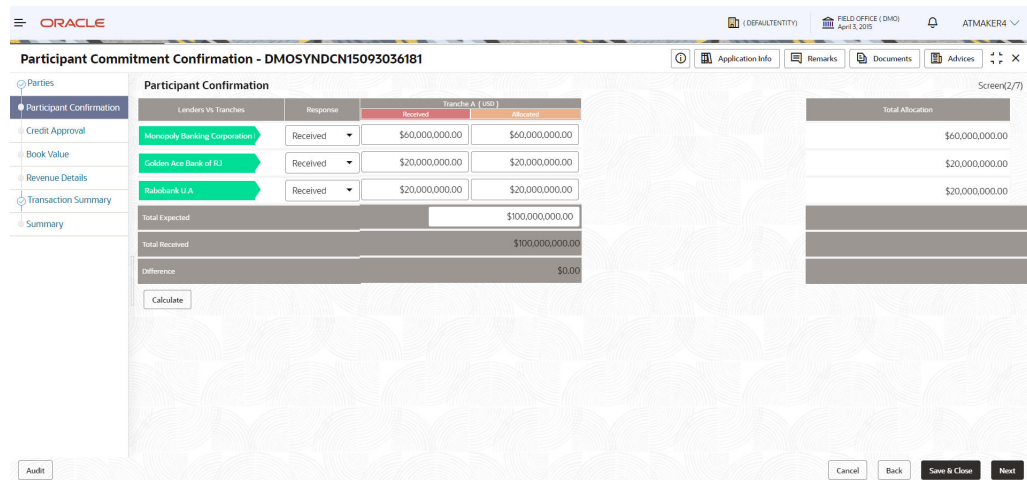 ORACLE
( DEFAULTENTITY)
FIELD OFFICE ( DMO)
April 3, 2015
ATMAKER4
Participant Commitment Confirmation - DMOSYNDCN15093036181
Application Info
Remarks
Documents
Advices
Parties
Participant Confirmation
Credit Approval
Book Value
Revenue Details
Transaction Summary
Summary
Participant Confirmation
Screen(2/7)
Lenders Vs Tranches
Response
Tranche A ( USD )
Received
Allocated
Total Allocation
Monopoly Banking Corporation
Received
$60,000,000.00
$60,000,000.00
$60,000,000.00
Golden Ace Bank of RJ
Received
$20,000,000.00
$20,000,000.00
$20,000,000.00
Rabobank U.A
Received
$20,000,000.00
$20,000,000.00
$20,000,000.00
Total Expected
$100,000,000.00
Total Received
$100,000,000.00
Difference
$0.00
Calculate
Audit
Cancel
Back
Save & Close
Next